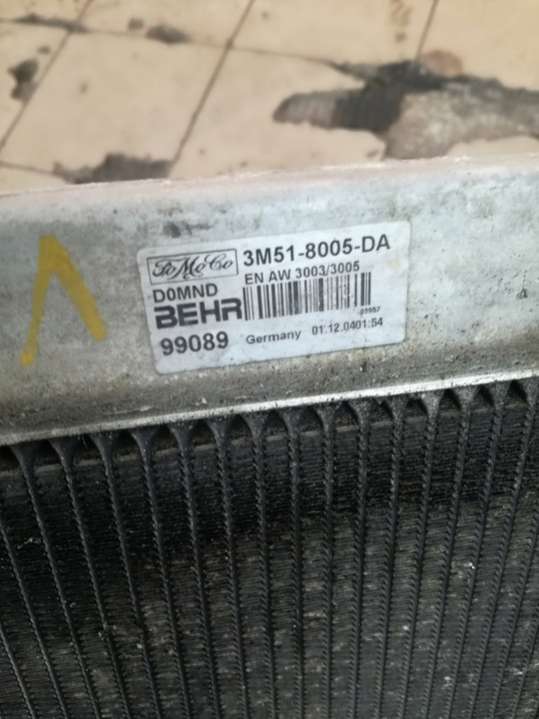 FoMoCo
3M51-8005-DA
EN AW 3003/3005
D0MND
BEHR
99089
Germany 01.12.0401:54